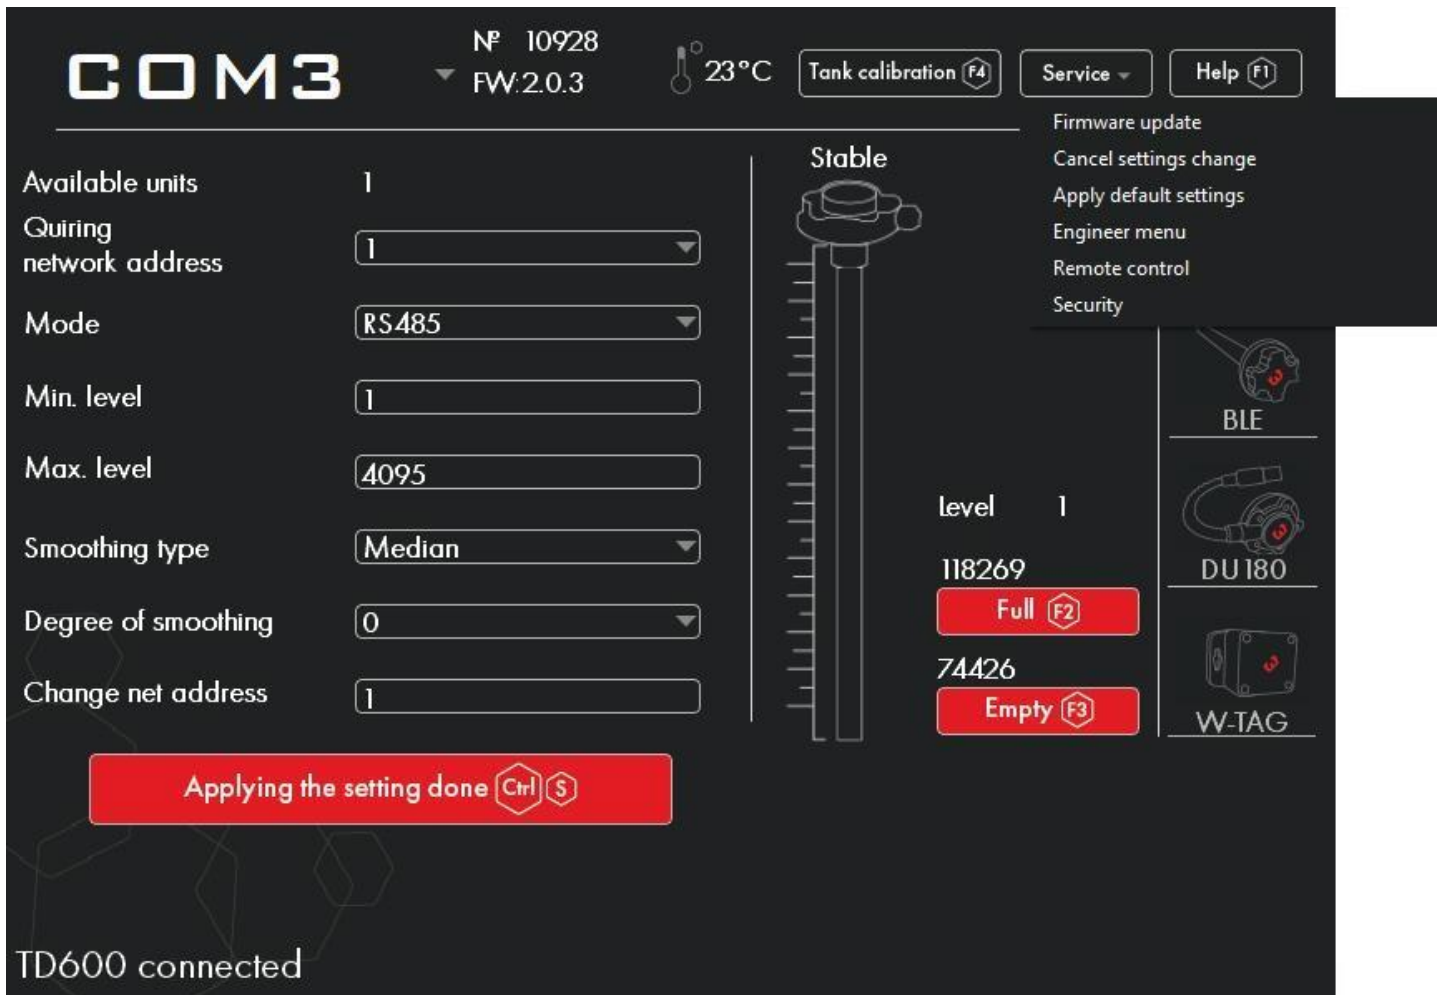 COM3
№ 10928
FW:2.0.3
23°C
Tank calibration F4
Service
Help F1
Firmware update
Cancel settings change
Apply default settings
Engineer menu
Remote control
Security
Available units 1
Quiring
network address 1
Mode RS485
Min. level 1
Max. level 4095
Smoothing type Median
Degree of smoothing 0
Change net address 1
Applying the setting done Ctrl S
Stable
Level 1
118269
Full F2
74426
Empty F3
BLE
DU180
W-TAG
TD600 connected